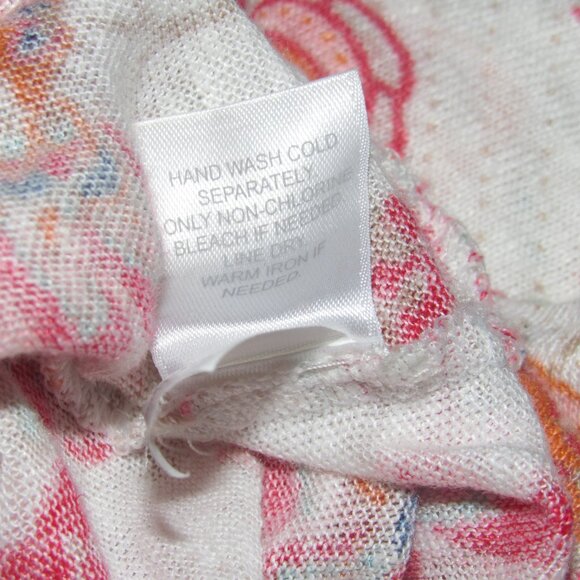 HAND WASH COLD
SEPARATELY
ONLY NON-CHLORINE
BLEACH IF NEEDED.
LINE DRY.
WARM IRON IF
NEEDED.